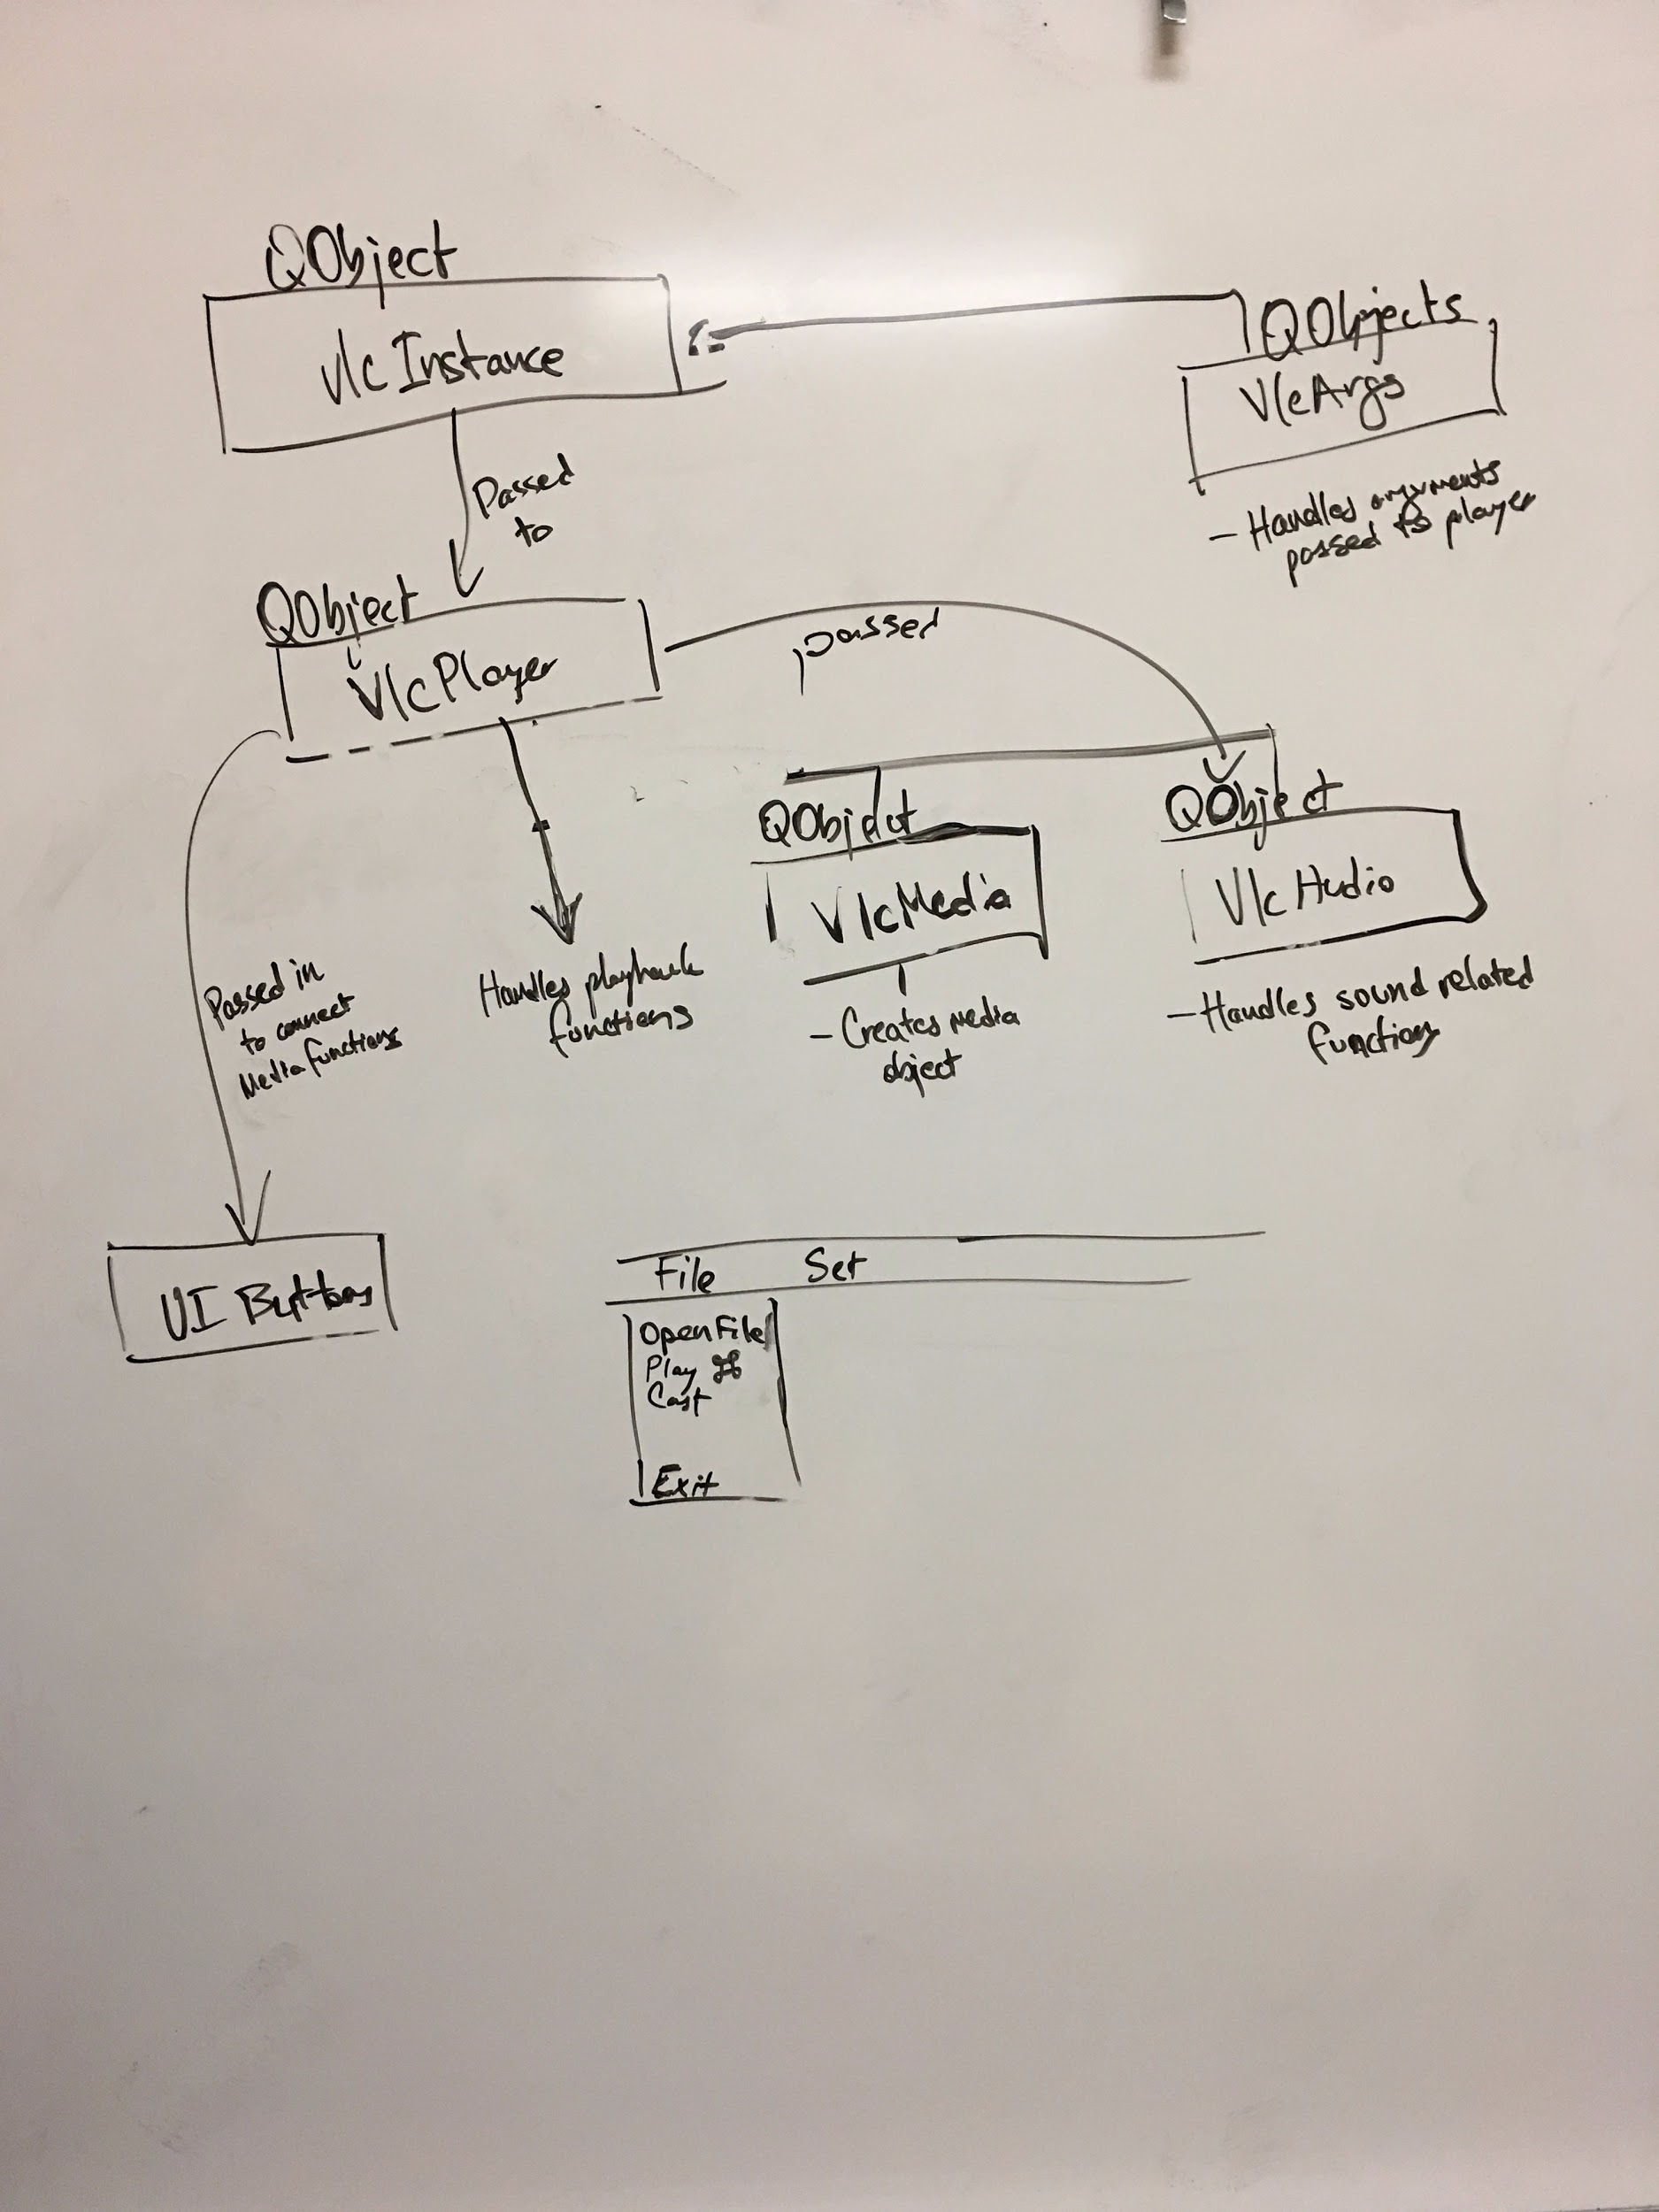 QObject
VlcInstance
QObjects
VlcArgs
- Handles arguments
passed to player
Passed
to
QObject
VlcPlayer
passed
QObject
VlcMedia
- Creates media
object
QObject
VlcAudio
- Handles sound related
functions
Handles playback
functions
Passed in
to connect
Media functions
UI Buttons
File Set
Open File
Play ⌘
Cast
Exit